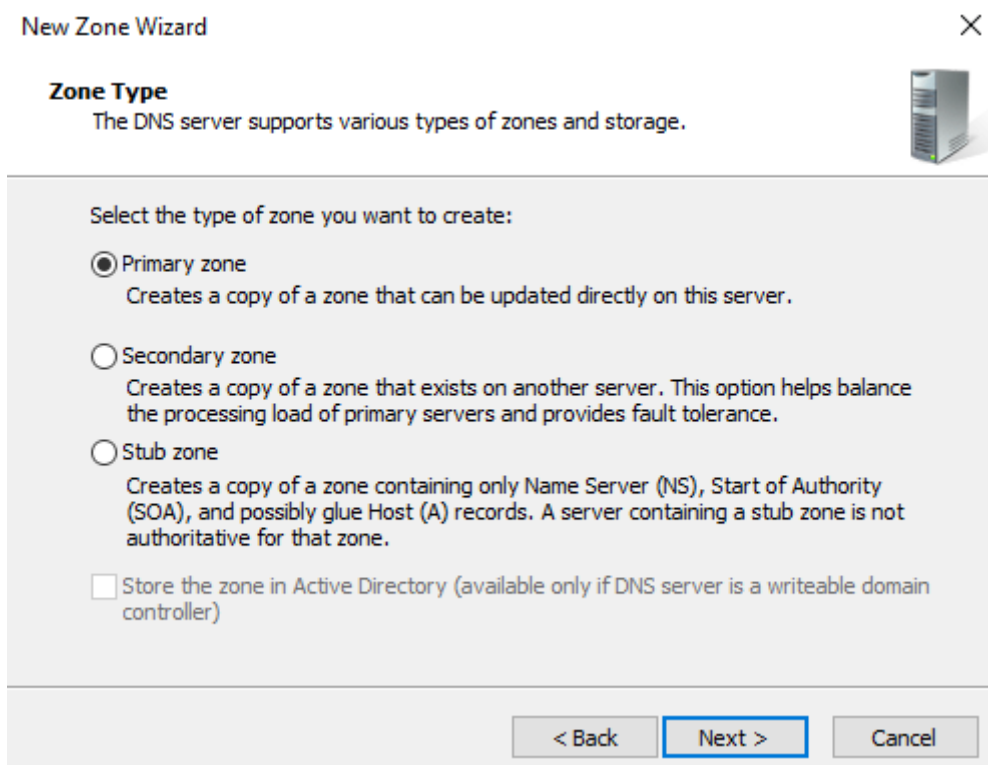 New Zone Wizard
Zone Type
The DNS server supports various types of zones and storage.
Select the type of zone you want to create:
Primary zone
Creates a copy of a zone that can be updated directly on this server.
Secondary zone
Creates a copy of a zone that exists on another server. This option helps balance
the processing load of primary servers and provides fault tolerance.
Stub zone
Creates a copy of a zone containing only Name Server (NS), Start of Authority
(SOA), and possibly glue Host (A) records. A server containing a stub zone is not
authoritative for that zone.
Store the zone in Active Directory (available only if DNS server is a writeable domain
controller)
< Back Next > Cancel